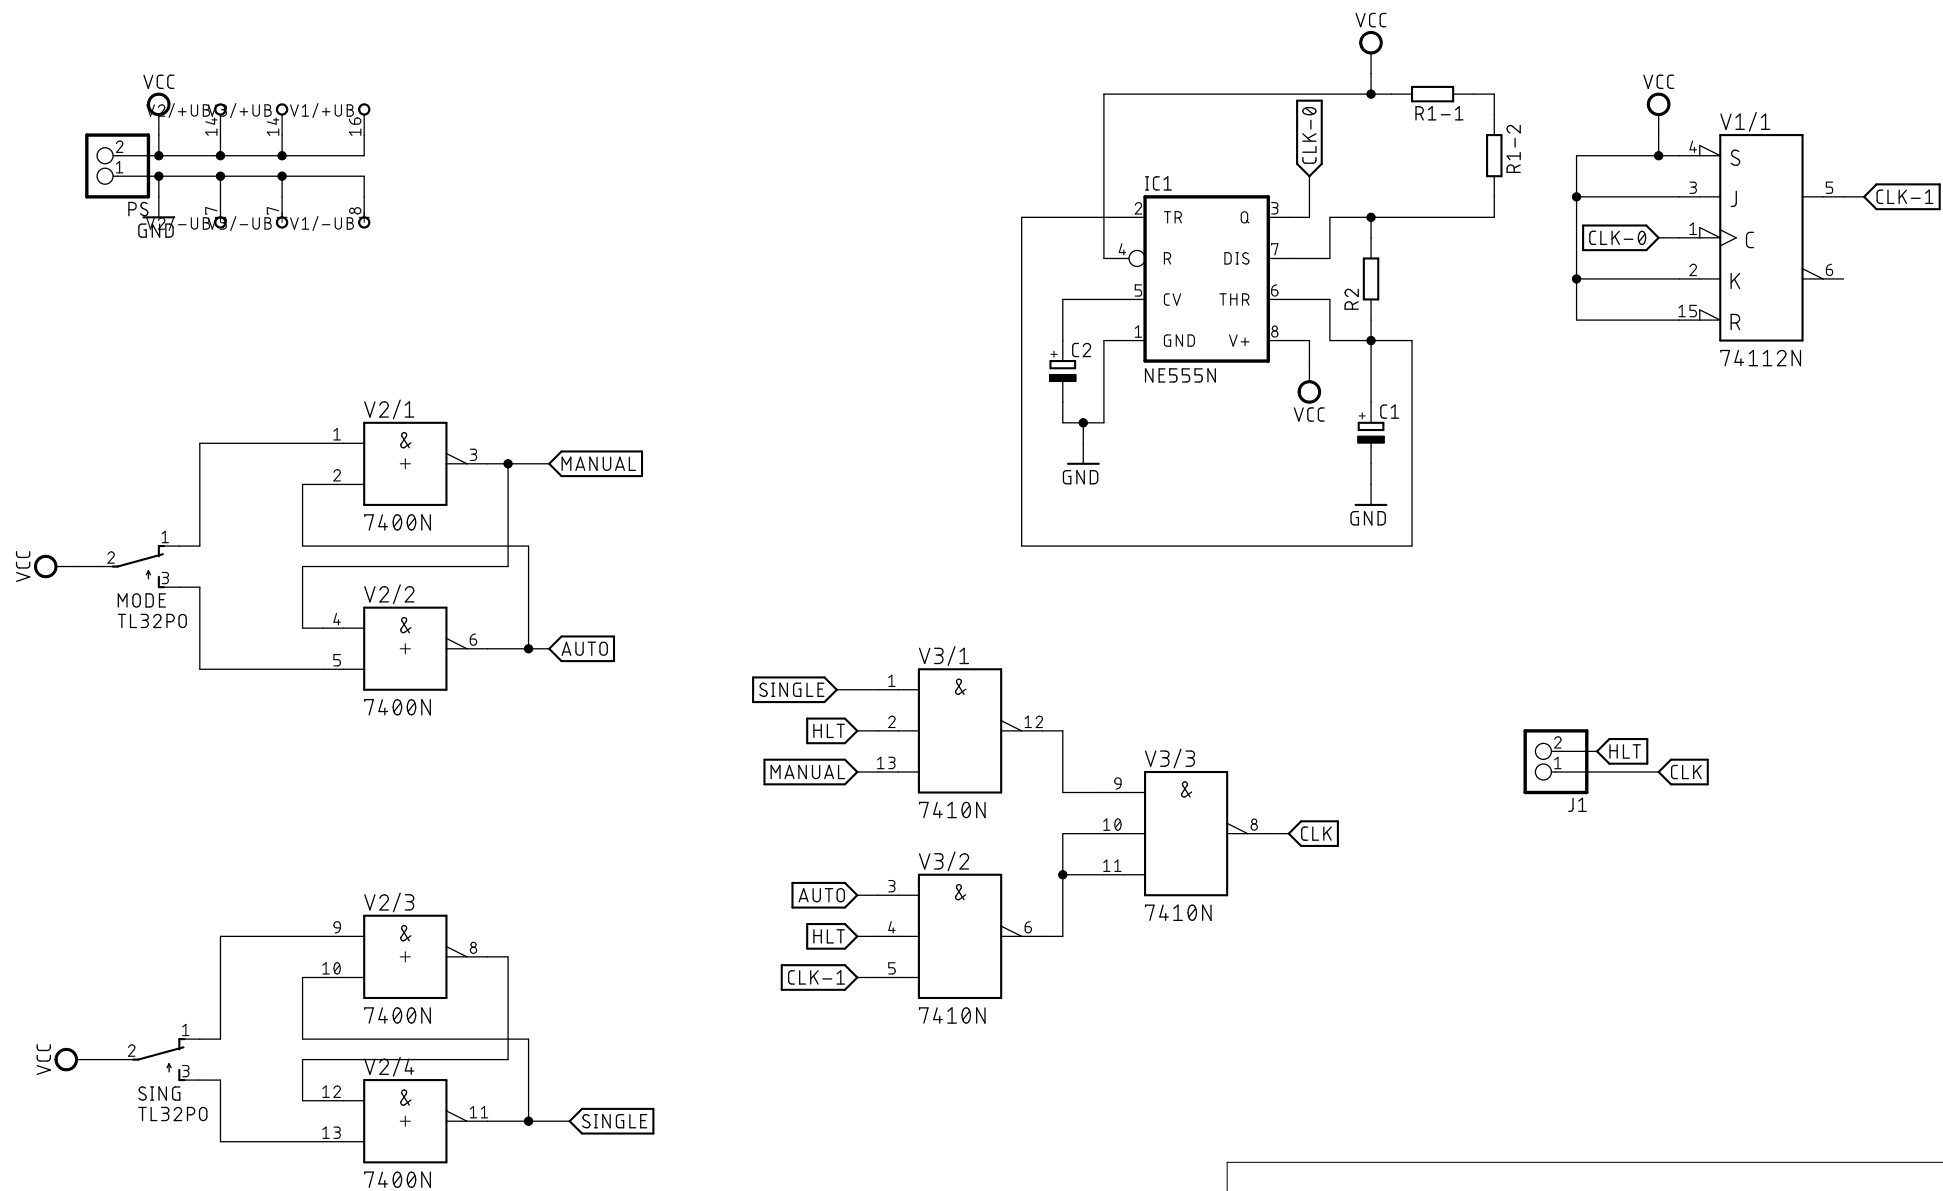 VCC
V2/+UB V3/+UB V1/+UB
14 14 16
2
1
PS
GND
V2/-UB V3/-UB V1/-UB
7 7 8
VCC
R1-1
R1-2
CLK-0
IC1
2 TR Q 3
4 R DIS 7
5 CV THR 6
1 GND V+ 8
NE555N
R2
+ C2
GND
VCC
+ C1
GND
VCC
V1/1
4 S
3 J 5 CLK-1
CLK-0 1 C
2 K 6
15 R
74112N
V2/1
1 &
+ 3 MANUAL
2
7400N
VCC 2 1
3
MODE
TL32PO
V2/2
4 &
+ 6 AUTO
5
7400N
V3/1
SINGLE 1 &
HLT 2 12
MANUAL 13
7410N
V3/3
9 &
10 8 CLK
11
7410N
V3/2
AUTO 3 &
HLT 4 6
CLK-1 5
7410N
2 HLT
1 CLK
J1
V2/3
9 &
+ 8
10
7400N
VCC 2 1
3
SING
TL32PO
V2/4
12 &
+ 11 SINGLE
13
7400N